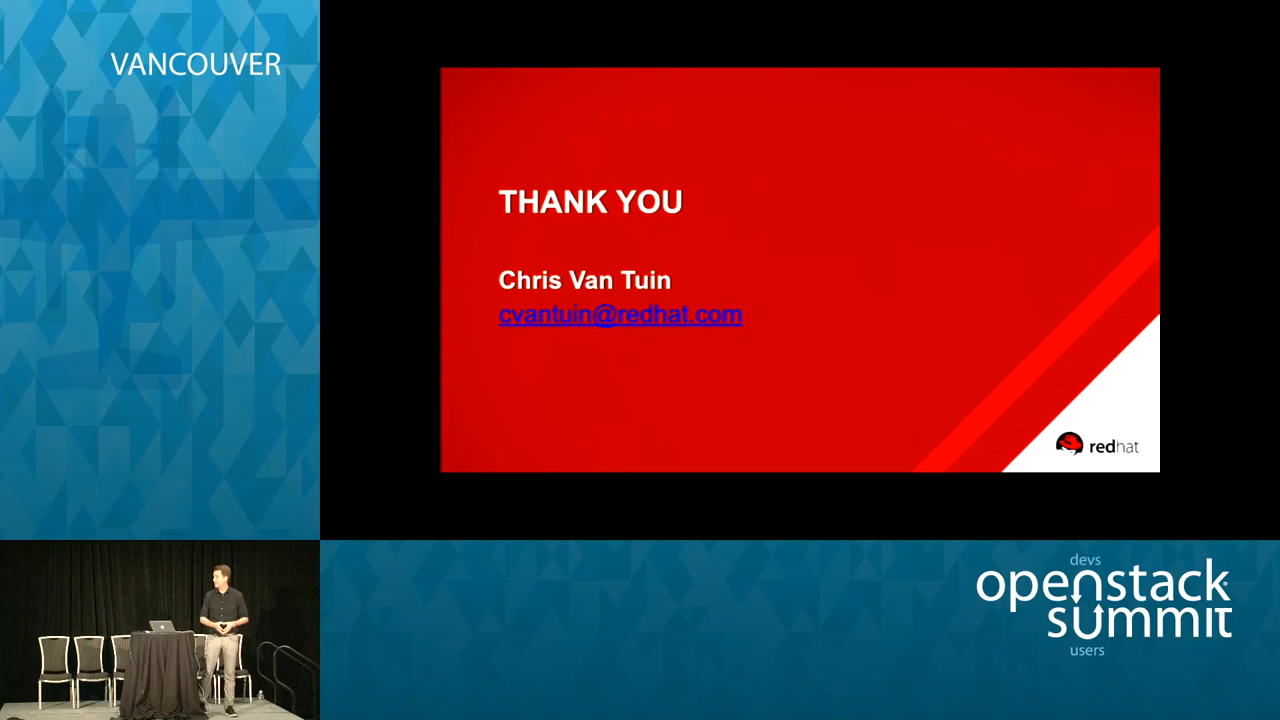 VANCOUVER
THANK YOU
Chris Van Tuin
cvantuin@redhat.com
redhat
devs
openstack
summit
users